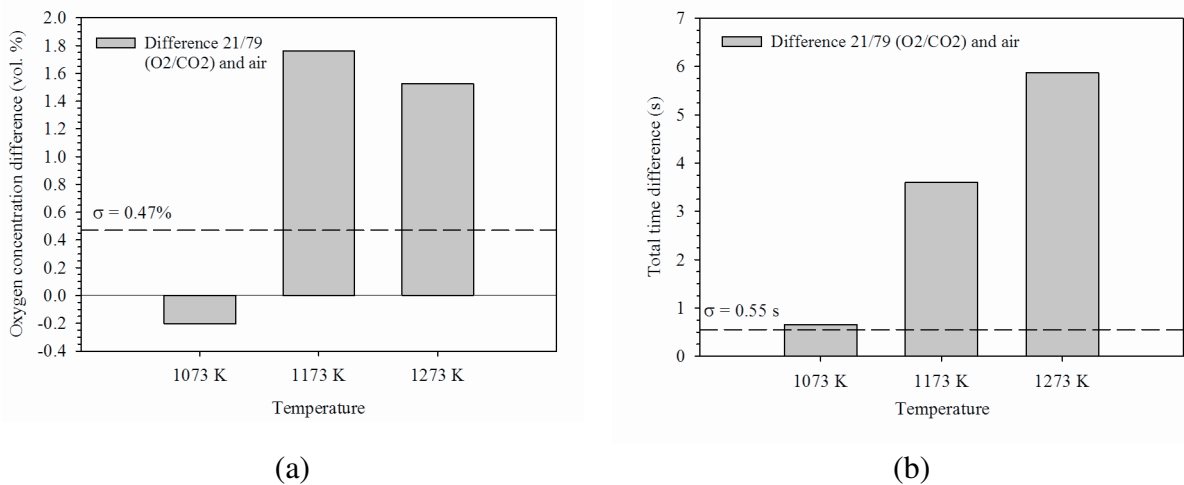 2.0
1.8
1.6
1.4
1.2
1.0
0.8
0.6
0.4
0.2
0.0
-0.2
-0.4
Oxygen concentration difference (vol. %)
Difference 21/79
(O2/CO2) and air
σ = 0.47%
1073 K 1173 K 1273 K
Temperature
(a)
7
6
5
4
3
2
1
0
Total time difference (s)
Difference 21/79 (O2/CO2) and air
σ = 0.55 s
1073 K 1173 K 1273 K
Temperature
(b)